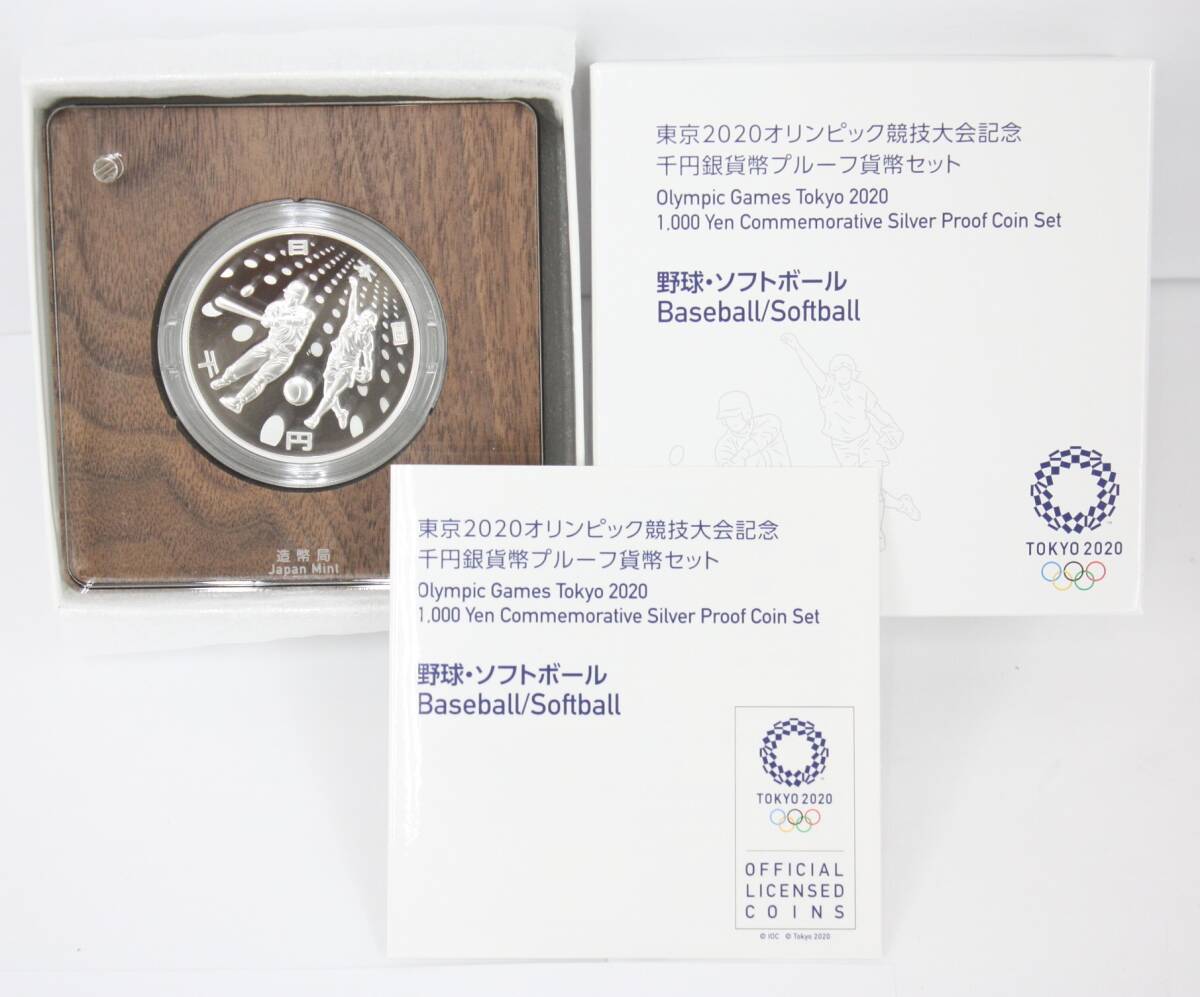 日本国
千円
造幣局
Japan Mint
東京2020オリンピック競技大会記念
千円銀貨幣プルーフ貨幣セット
Olympic Games Tokyo 2020
1,000 Yen Commemorative Silver Proof Coin Set
野球・ソフトボール
Baseball/Softball
TOKYO 2020
東京2020オリンピック競技大会記念
千円銀貨幣プルーフ貨幣セット
Olympic Games Tokyo 2020
1,000 Yen Commemorative Silver Proof Coin Set
野球・ソフトボール
Baseball/Softball
TOKYO 2020
OFFICIAL
LICENSED
COINS
© IOC © Tokyo 2020